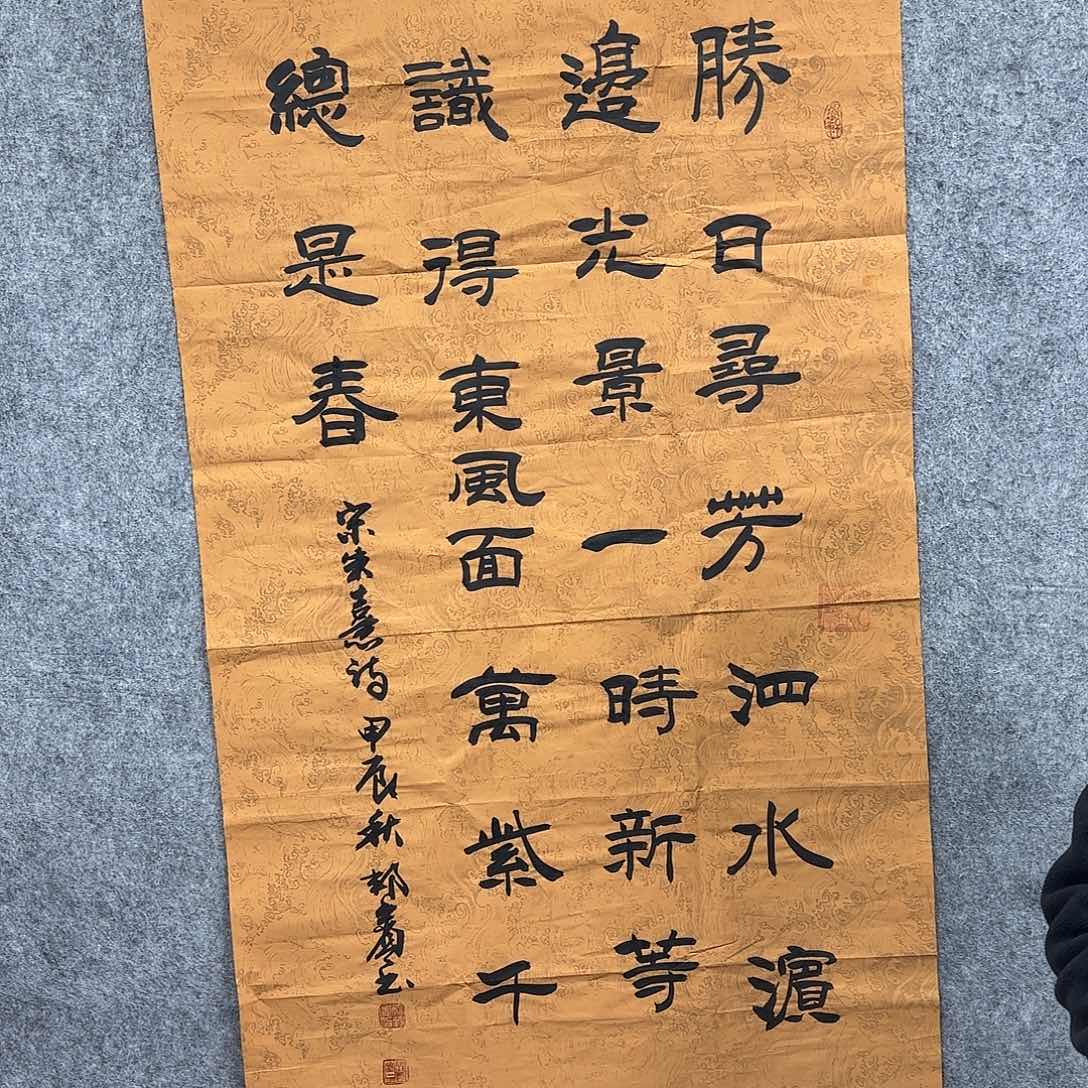 勝日尋芳泗水濵
邊光景一時新等
識得東風面萬紫千
總是春
宋朱熹詩甲辰秋